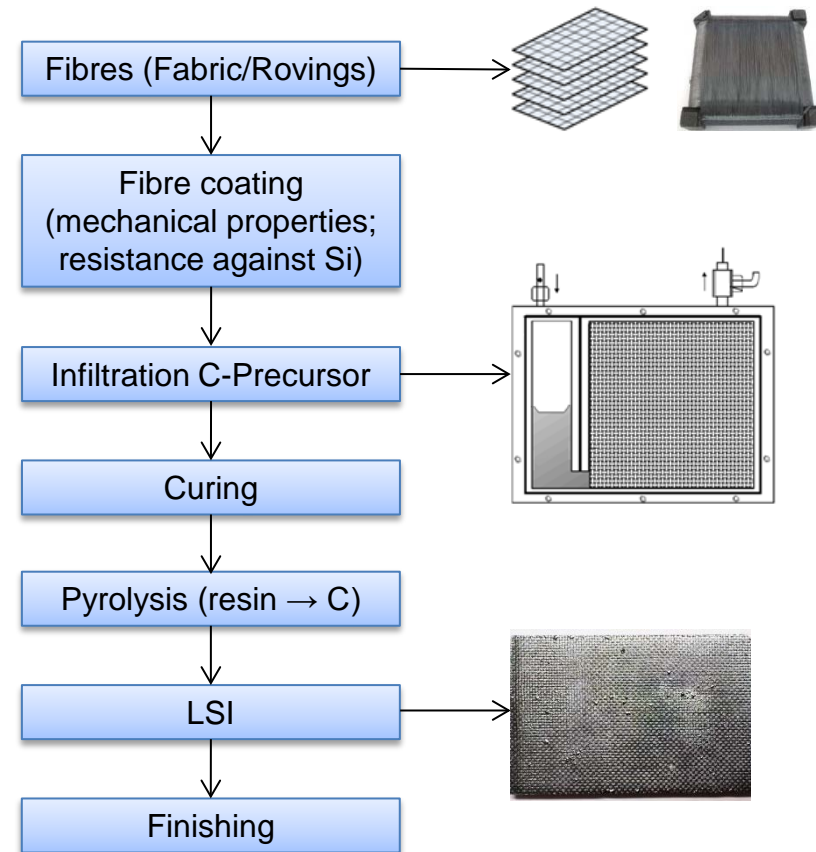 Fibres (Fabric/Rovings)
Fibre coating
(mechanical properties;
resistance against Si)
Infiltration C-Precursor
Curing
Pyrolysis (resin → C)
LSI
Finishing